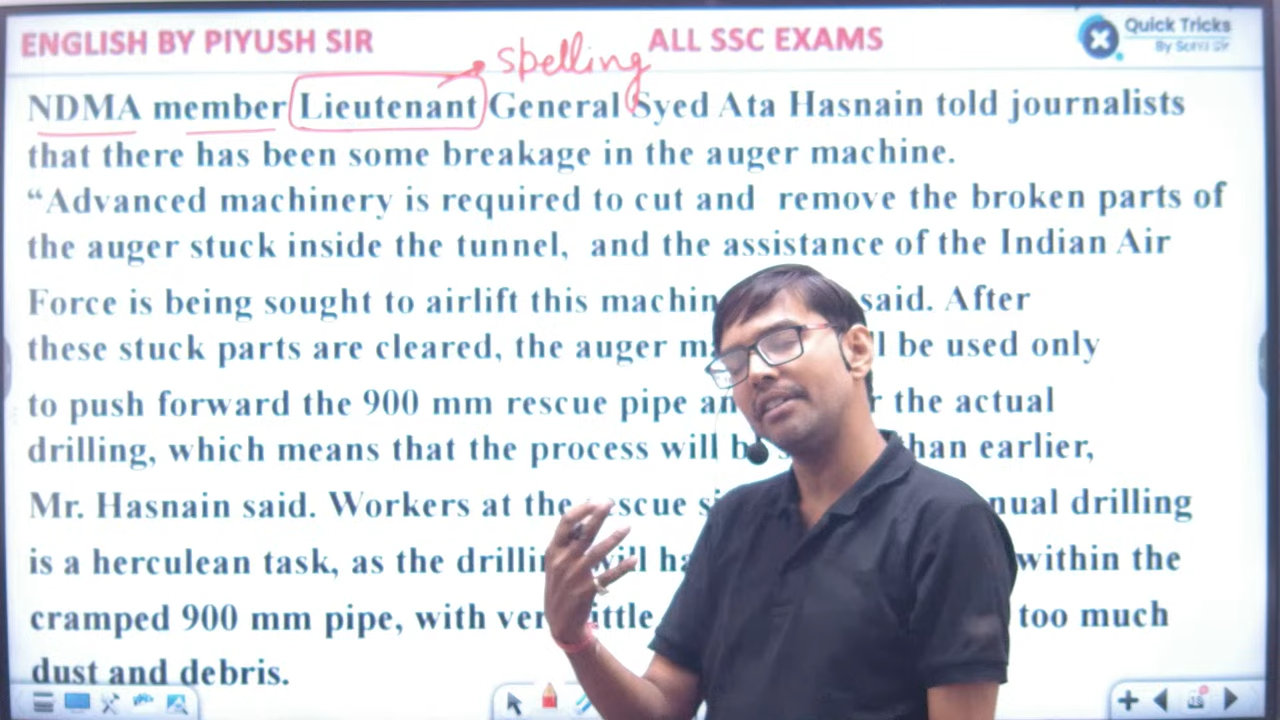 ENGLISH BY PIYUSH SIR
ALL SSC EXAMS
Quick Tricks
By
spelling
NDMA member Lieutenant General Syed Ata Hasnain told journalists
that there has been some breakage in the auger machine.
“Advanced machinery is required to cut and remove the broken parts of
the auger stuck inside the tunnel, and the assistance of the Indian Air
Force is being sought to airlift this said. After
these stuck parts are cleared, the auger be used only
to push forward the 900 mm rescue pipe the actual
drilling, which means that the process will than earlier,
Mr. Hasnain said. Workers at the drilling
is a herculean task, as the within the
cramped 900 mm pipe, with too much
dust and debris.